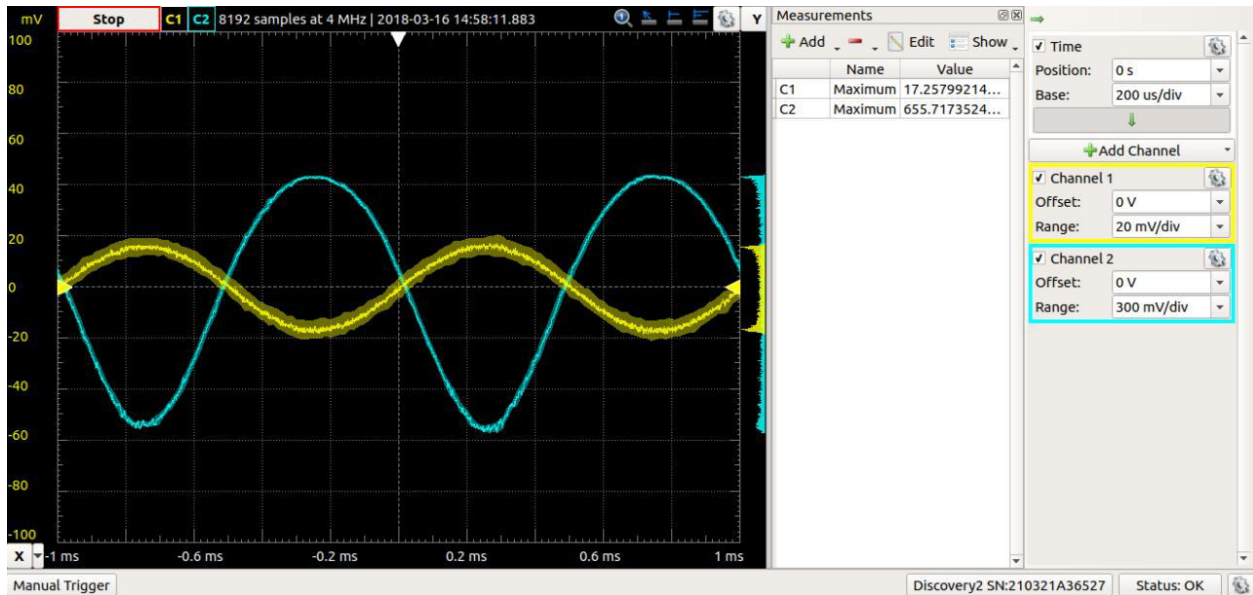 mV Stop C1 C2 8192 samples at 4 MHz | 2018-03-16 14:58:11.883 Y
100
80
60
40
20
0
-20
-40
-60
-80
-100
X -1 ms -0.6 ms -0.2 ms 0.2 ms 0.6 ms 1 ms
Measurements
Add Edit Show
Name Value
C1 Maximum 17.25799214...
C2 Maximum 655.7173524...
Time
Position: 0 s
Base: 200 us/div
Add Channel
Channel 1
Offset: 0 V
Range: 20 mV/div
Channel 2
Offset: 0 V
Range: 300 mV/div
Manual Trigger Discovery2 SN:210321A36527 Status: OK